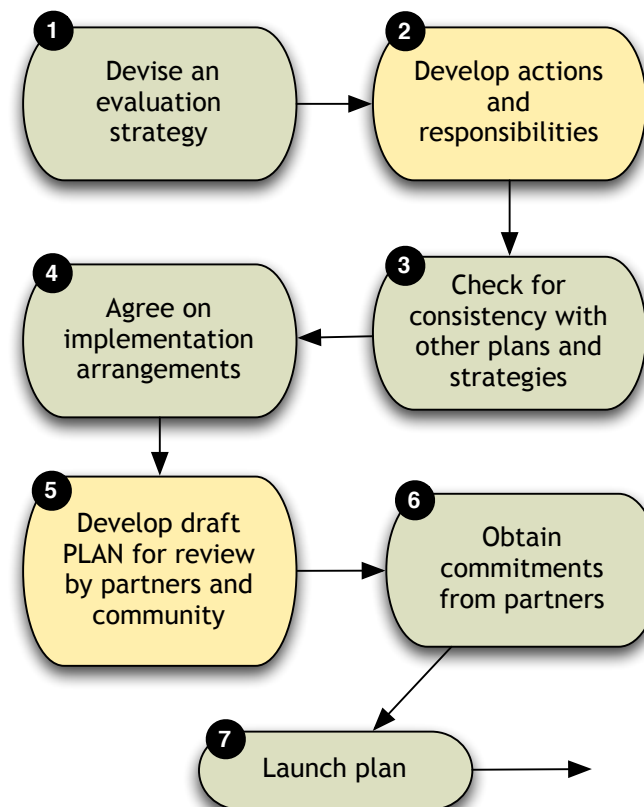 1
Devise an
evaluation
strategy
2
Develop actions
and
responsibilities
3
Check for
consistency with
other plans and
strategies
4
Agree on
implementation
arrangements
5
Develop draft
PLAN for review
by partners and
community
6
Obtain
commitments
from partners
7
Launch plan